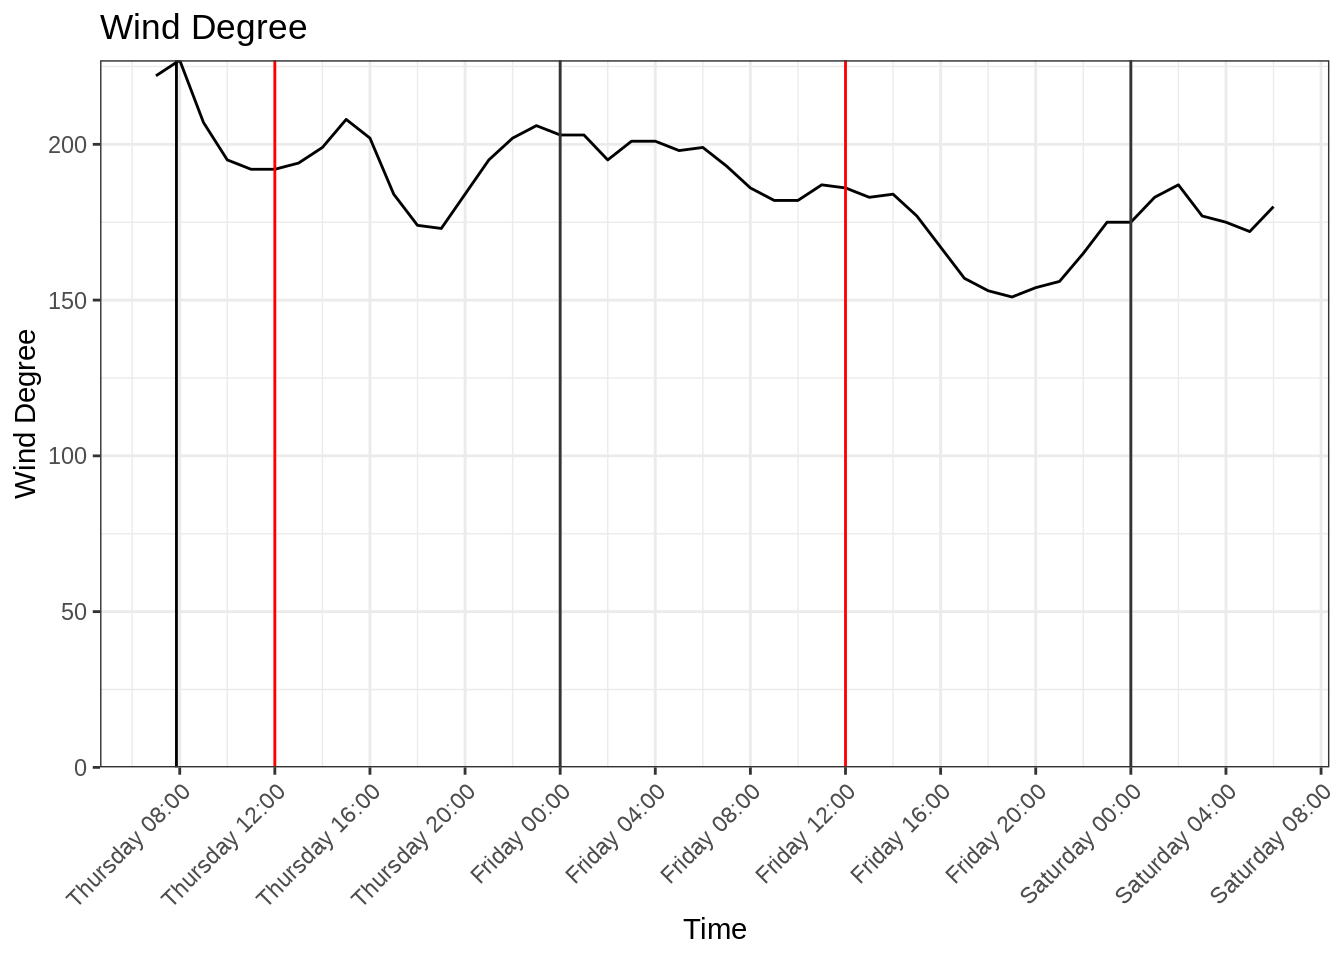 Wind Degree
Wind Degree
200
150
100
50
0
Thursday 08:00
Thursday 12:00
Thursday 16:00
Thursday 20:00
Friday 00:00
Friday 04:00
Friday 08:00
Friday 12:00
Friday 16:00
Friday 20:00
Saturday 00:00
Saturday 04:00
Saturday 08:00
Time